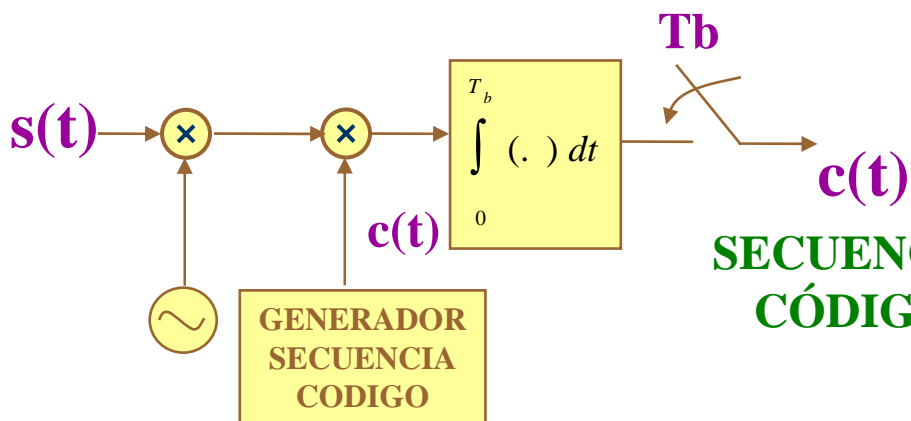 Tb
s(t)
×
×
T b
∫ (. ) dt
0
c(t)
c(t)
GENERADOR
SECUENCIA
CODIGO